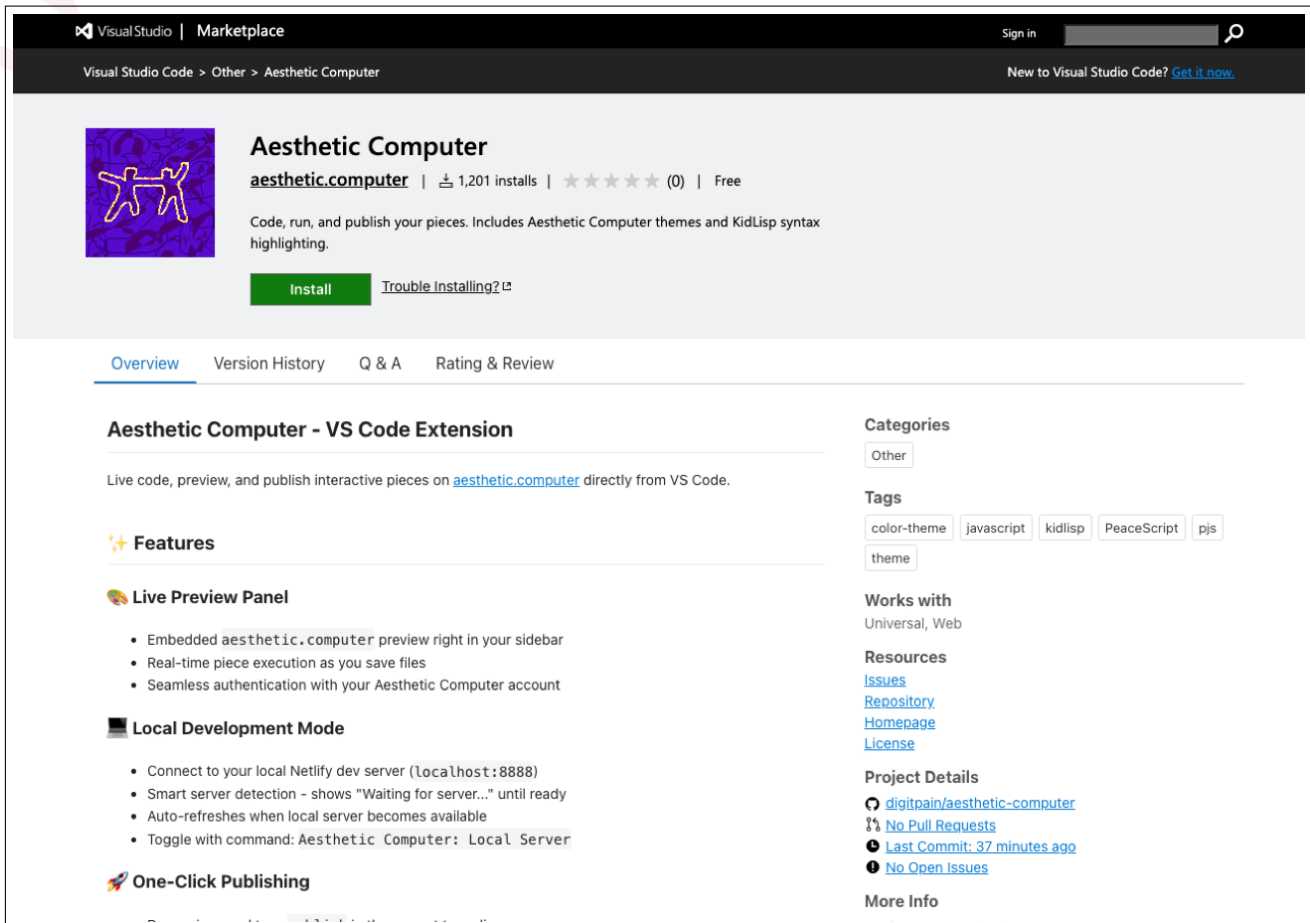 Visual Studio | Marketplace
Sign in
Visual Studio Code > Other > Aesthetic Computer
New to Visual Studio Code? Get it now.
Aesthetic Computer
aesthetic.computer | 1,201 installs | (0) | Free
Code, run, and publish your pieces. Includes Aesthetic Computer themes and KidLisp syntax
highlighting.
Install
Trouble Installing?
Overview
Version History
Q & A
Rating & Review
Aesthetic Computer - VS Code Extension
Live code, preview, and publish interactive pieces on aesthetic.computer directly from VS Code.
✨ Features
🎨 Live Preview Panel
• Embedded aesthetic.computer preview right in your sidebar
• Real-time piece execution as you save files
• Seamless authentication with your Aesthetic Computer account
💻 Local Development Mode
• Connect to your local Netlify dev server (localhost:8888)
• Smart server detection - shows "Waiting for server..." until ready
• Auto-refreshes when local server becomes available
• Toggle with command: Aesthetic Computer: Local Server
🚀 One-Click Publishing
Categories
Other
Tags
color-theme
javascript
kidlisp
PeaceScript
pjs
theme
Works with
Universal, Web
Resources
Issues
Repository
Homepage
License
Project Details
digitpain/aesthetic-computer
No Pull Requests
Last Commit: 37 minutes ago
No Open Issues
More Info